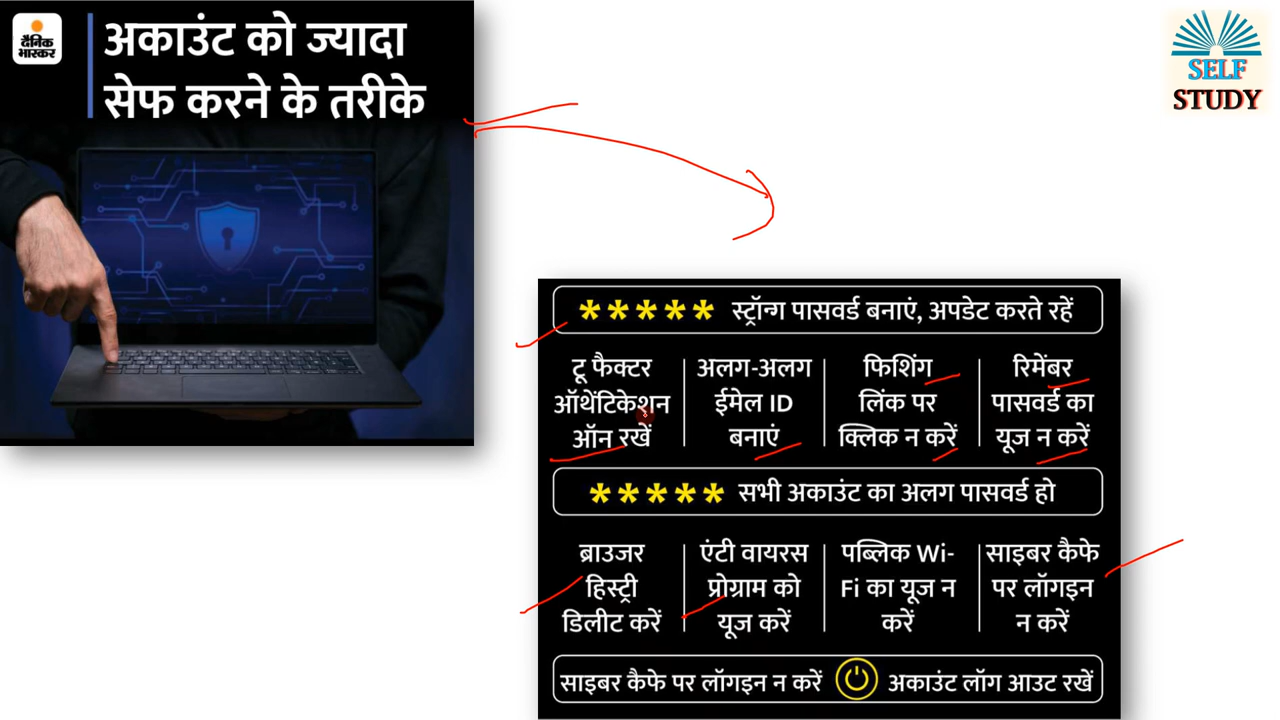 दैनिक
भास्कर
अकाउंट को ज्यादा
सेफ करने के तरीके
SELF
STUDY
***** स्ट्रॉन्ग पासवर्ड बनाएं, अपडेट करते रहें
टू फैक्टर
ऑथेंटिकेशन
ऑन रखें
अलग-अलग
ईमेल ID
बनाएं
फिशिंग
लिंक पर
क्लिक न करें
रिमेंबर
पासवर्ड का
यूज न करें
***** सभी अकाउंट का अलग पासवर्ड हो
ब्राउजर
हिस्ट्री
डिलीट करें
एंटी वायरस
प्रोग्राम को
यूज करें
पब्लिक Wi-
Fi का यूज न
करें
साइबर कैफे
पर लॉगइन
न करें
साइबर कैफे पर लॉगइन न करें अकाउंट लॉग आउट रखें